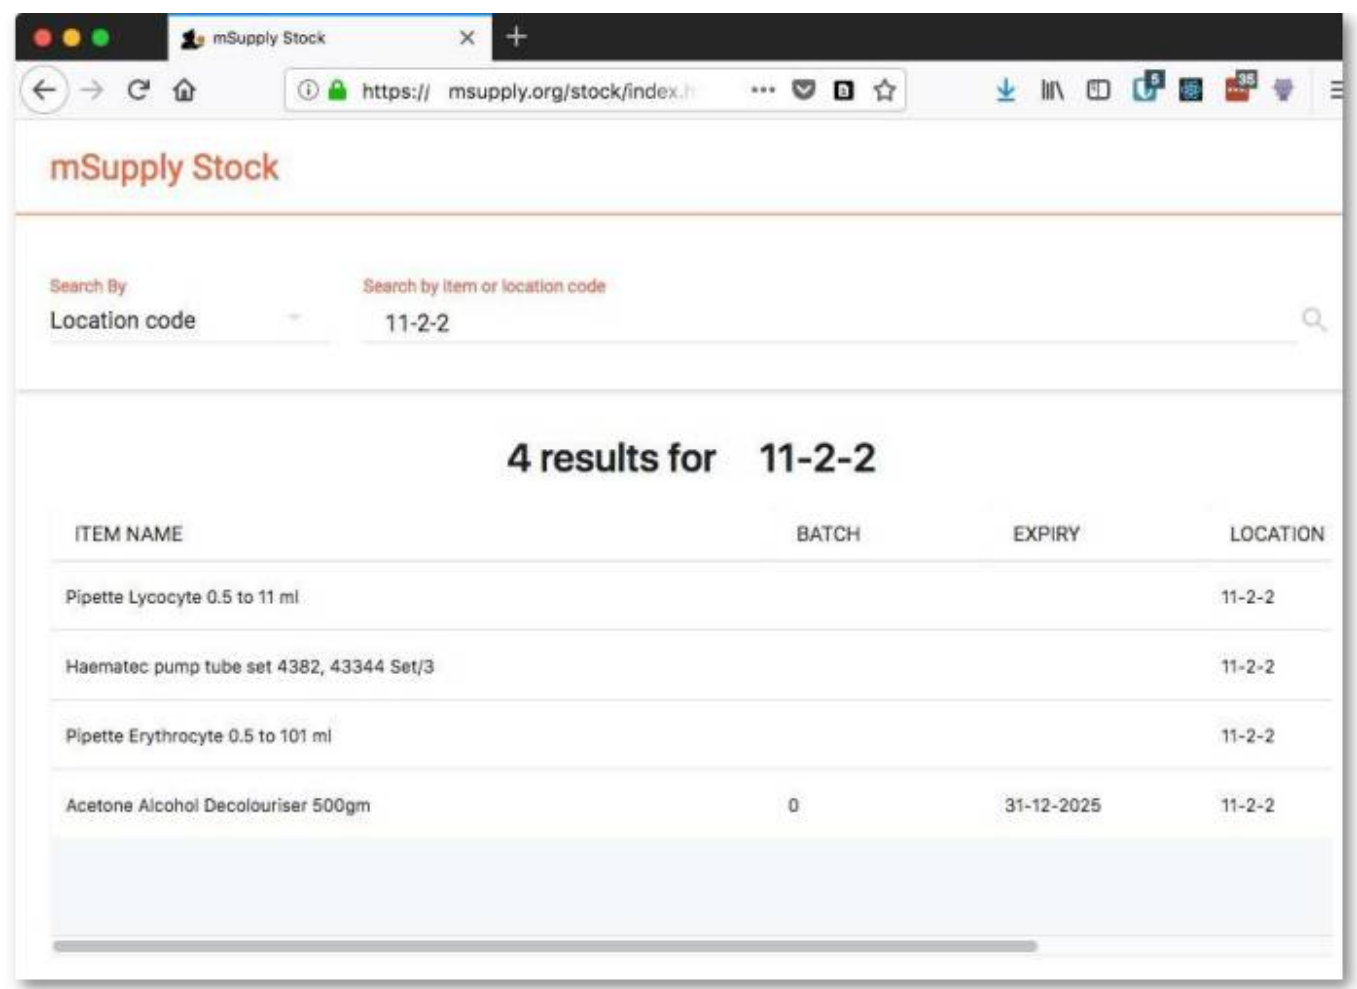 mSupply Stock
https:// msupply.org/stock/index.h
5
35
mSupply Stock
Search By
Search by item or location code
Location code
11-2-2
4 results for 11-2-2
ITEM NAME BATCH EXPIRY LOCATION
Pipette Lycocyte 0.5 to 11 ml 11-2-2
Haematec pump tube set 4382, 43344 Set/3 11-2-2
Pipette Erythrocyte 0.5 to 101 ml 11-2-2
Acetone Alcohol Decolouriser 500gm 0 31-12-2025 11-2-2